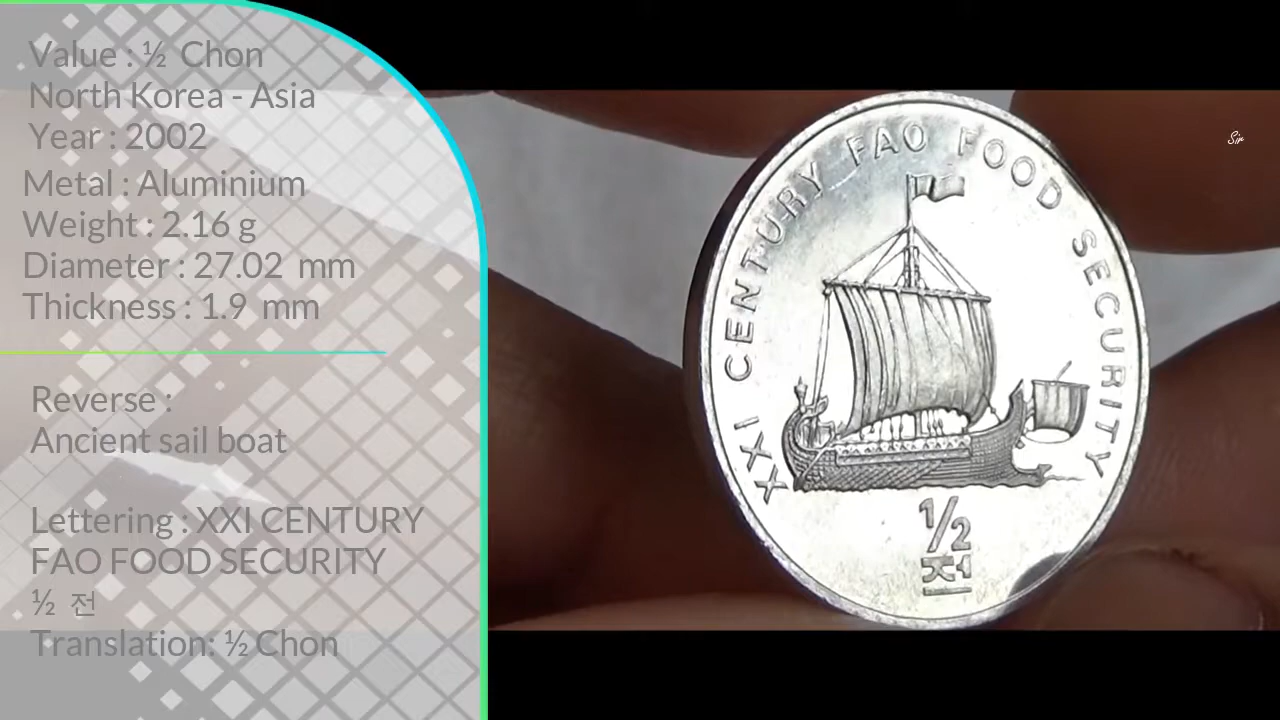 Value : ½ Chon
North Korea - Asia
Year : 2002
Metal : Aluminium
Weight : 2.16 g
Diameter : 27.02 mm
Thickness : 1.9 mm
Reverse :
Ancient sail boat
Lettering : XXI CENTURY
FAO FOOD SECURITY
½ 전
Translation: ½ Chon
XXI CENTURY FAO FOOD SECURITY
1/2
전
Sir